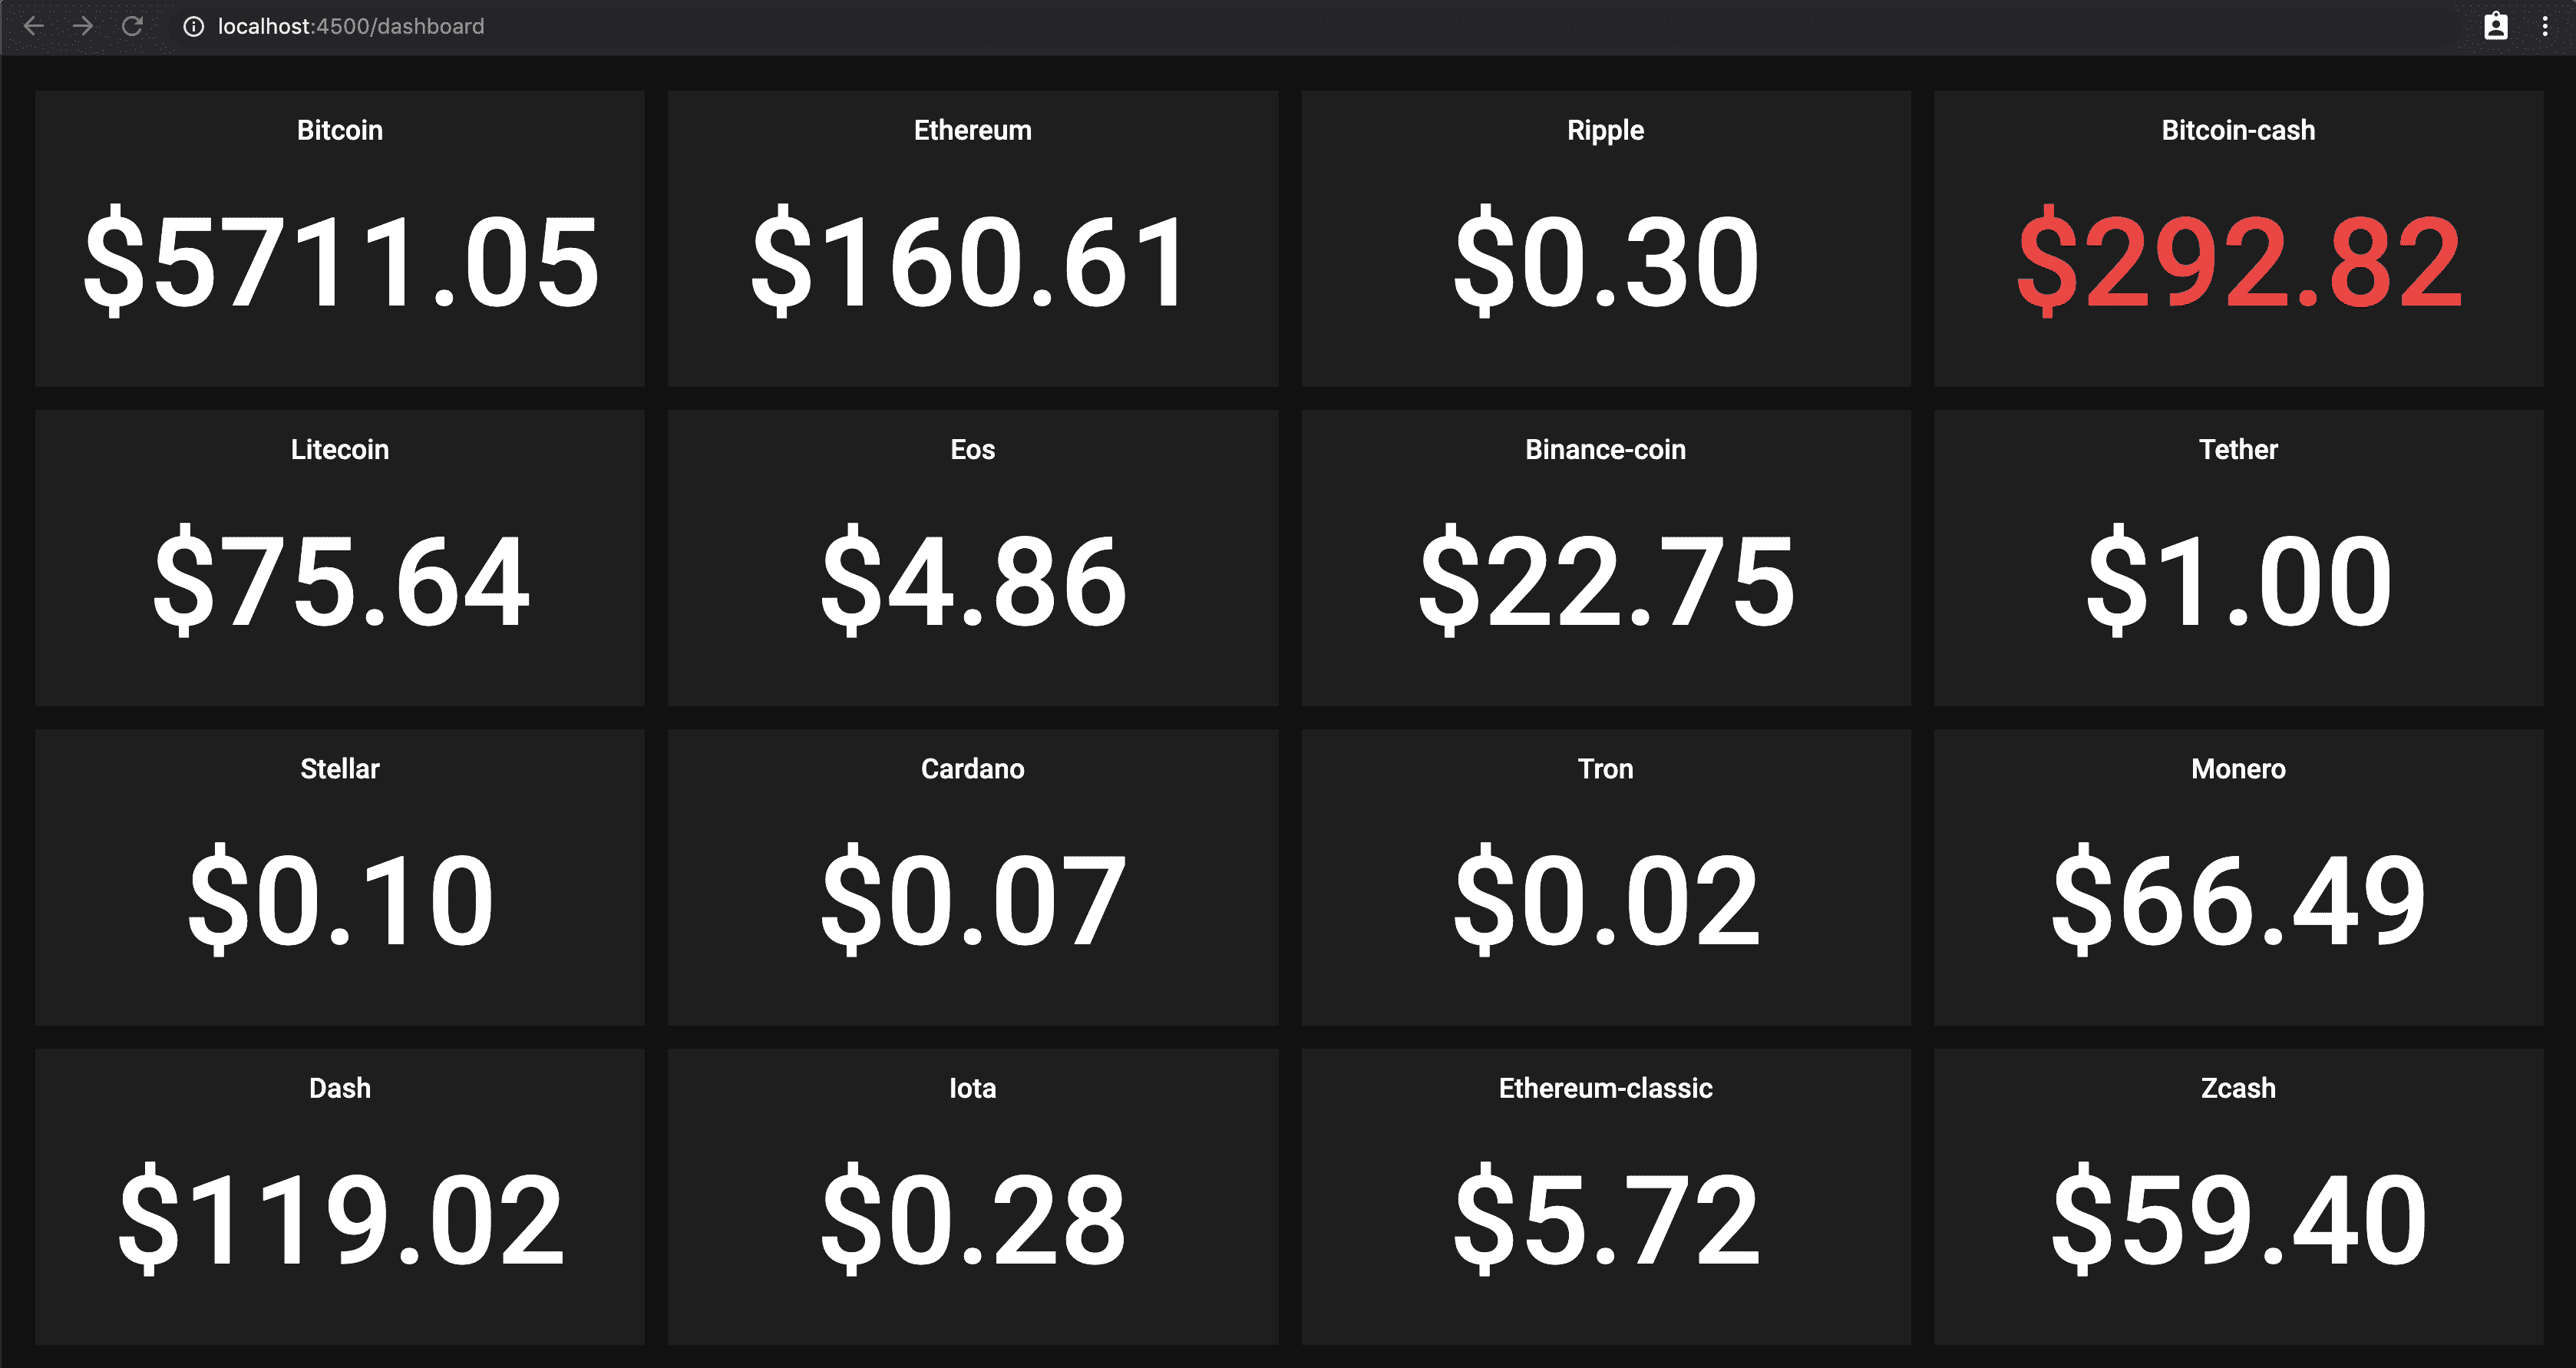 localhost:4500/dashboard
Bitcoin
$5711.05
Ethereum
$160.61
Ripple
$0.30
Bitcoin-cash
$292.82
Litecoin
$75.64
Eos
$4.86
Binance-coin
$22.75
Tether
$1.00
Stellar
$0.10
Cardano
$0.07
Tron
$0.02
Monero
$66.49
Dash
$119.02
Iota
$0.28
Ethereum-classic
$5.72
Zcash
$59.40